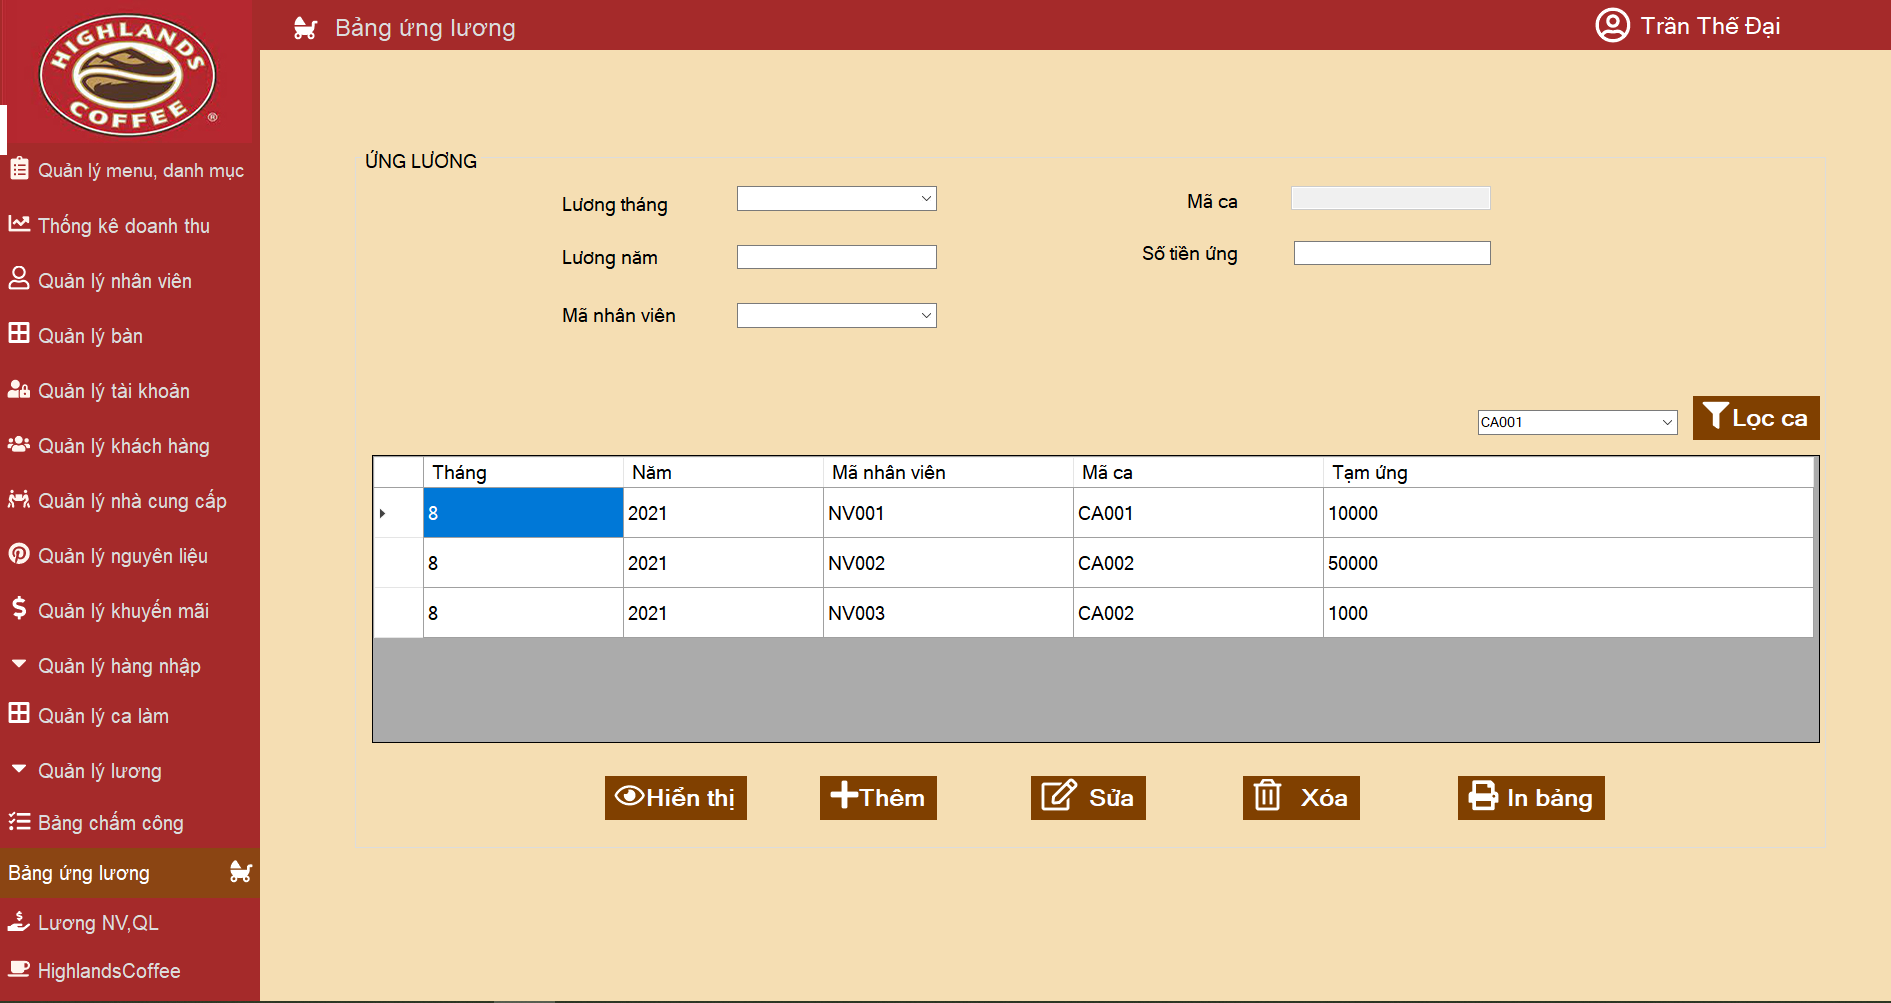 HIGHLANDS
COFFEE
®
Quản lý menu, danh mục
Thống kê doanh thu
Quản lý nhân viên
Quản lý bàn
Quản lý tài khoản
Quản lý khách hàng
Quản lý nhà cung cấp
Quản lý nguyên liệu
Quản lý khuyến mãi
Quản lý hàng nhập
Quản lý ca làm
Quản lý lương
Bảng chấm công
Bảng ứng lương
Lương NV,QL
HighlandsCoffee
Bảng ứng lương
Trần Thế Đại
ỨNG LƯƠNG
Lương tháng
Mã ca
Lương năm
Số tiền ứng
Mã nhân viên
CA001
Lọc ca
Tháng Năm Mã nhân viên Mã ca Tạm ứng
8 2021 NV001 CA001 10000
8 2021 NV002 CA002 50000
8 2021 NV003 CA002 1000
Hiển thị
Thêm
Sửa
Xóa
In bảng